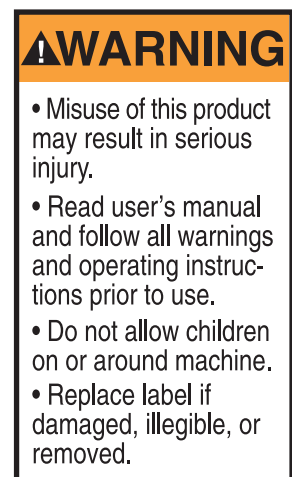 WARNING
• Misuse of this product
may result in serious
injury.
• Read user's manual
and follow all warnings
and operating instruc-
tions prior to use.
• Do not allow children
on or around machine.
• Replace label if
damaged, illegible, or
removed.